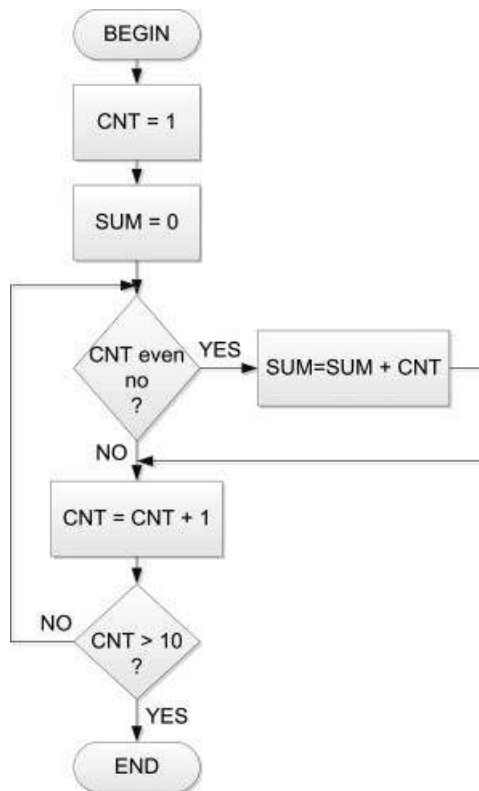 BEGIN
CNT = 1
SUM = 0
CNT even
no
?
YES
SUM=SUM + CNT
NO
CNT = CNT + 1
NO
CNT > 10
?
YES
END